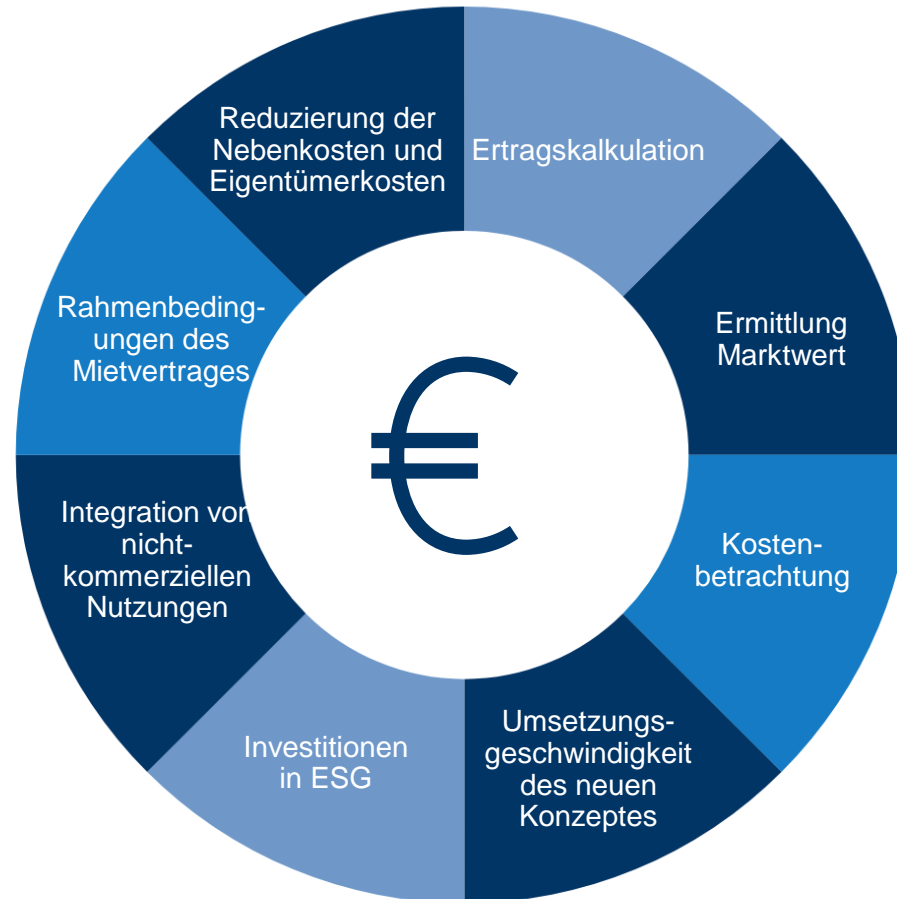 Reduzierung der
Nebenkosten und
Eigentümerkosten
Ertragskalkulation
Ermittlung
Marktwert
Kosten-
betrachtung
Umsetzungs-
geschwindigkeit
des neuen
Konzeptes
Investitionen
in ESG
Integration von
nicht-
kommerziellen
Nutzungen
Rahmenbeding-
ungen des
Mietvertrages
€